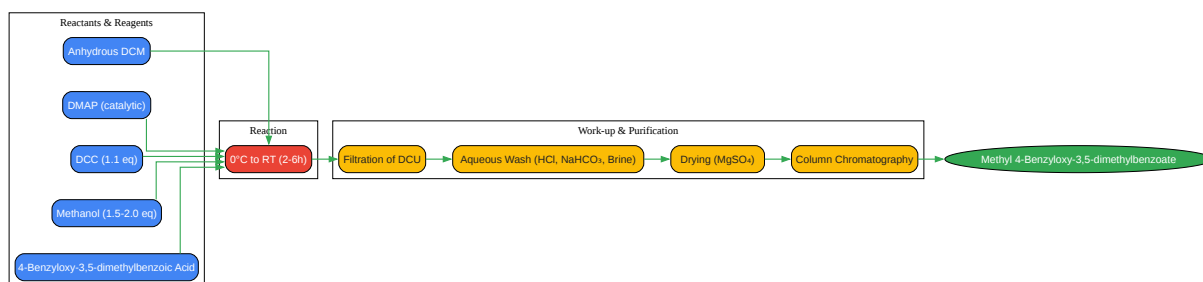 Reactants & Reagents
Anhydrous DCM
DMAP (catalytic)
DCC (1.1 eq)
Methanol (1.5-2.0 eq)
4-Benzyloxy-3,5-dimethylbenzoic Acid
Reaction
0°C to RT (2-6h)
Work-up & Purification
Filtration of DCU
Aqueous Wash (HCl, NaHCO₃, Brine)
Drying (MgSO₄)
Column Chromatography
Methyl 4-Benzyloxy-3,5-dimethylbenzoate